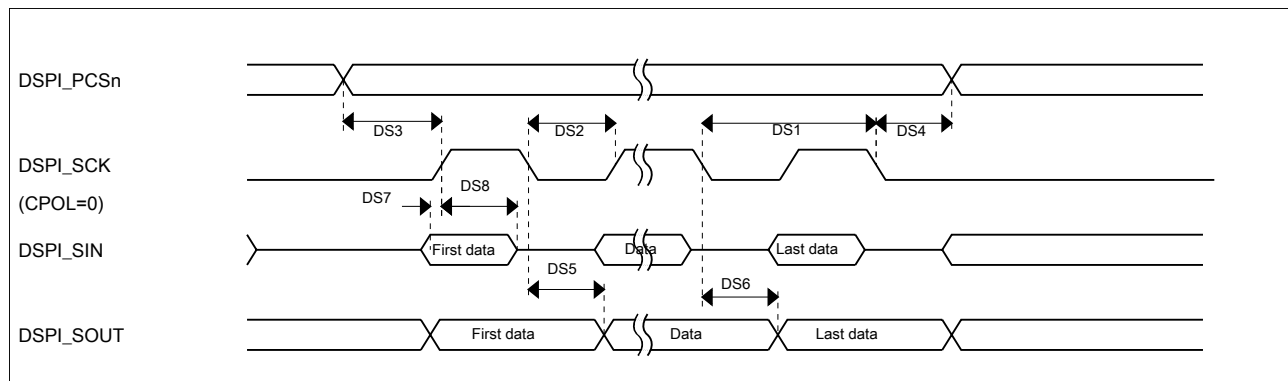 DSPI_PCSn
DS3
DS2
DS1
DS4
DSPI_SCK
(CPOL=0)
DS7
DS8
DSPI_SIN
First data
Data
Last data
DS5
DS6
DSPI_SOUT
First data
Data
Last data